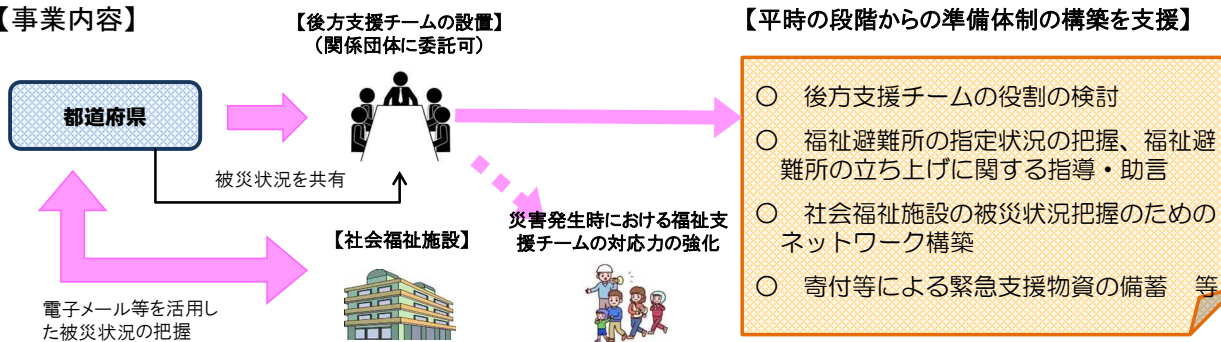 【事業内容】
【後方支援チームの設置】
（関係団体に委託可）
都道府県
被災状況を共有
【社会福祉施設】
電子メール等を活用し
た被災状況の把握
災害発生時における福祉支
援チームの対応力の強化
【平時の段階からの準備体制の構築を支援】
○　後方支援チームの役割の検討
○　福祉避難所の指定状況の把握、福祉避
難所の立ち上げに関する指導・助言
○　社会福祉施設の被災状況把握のための
ネットワーク構築
○　寄付等による緊急支援物資の備蓄　等